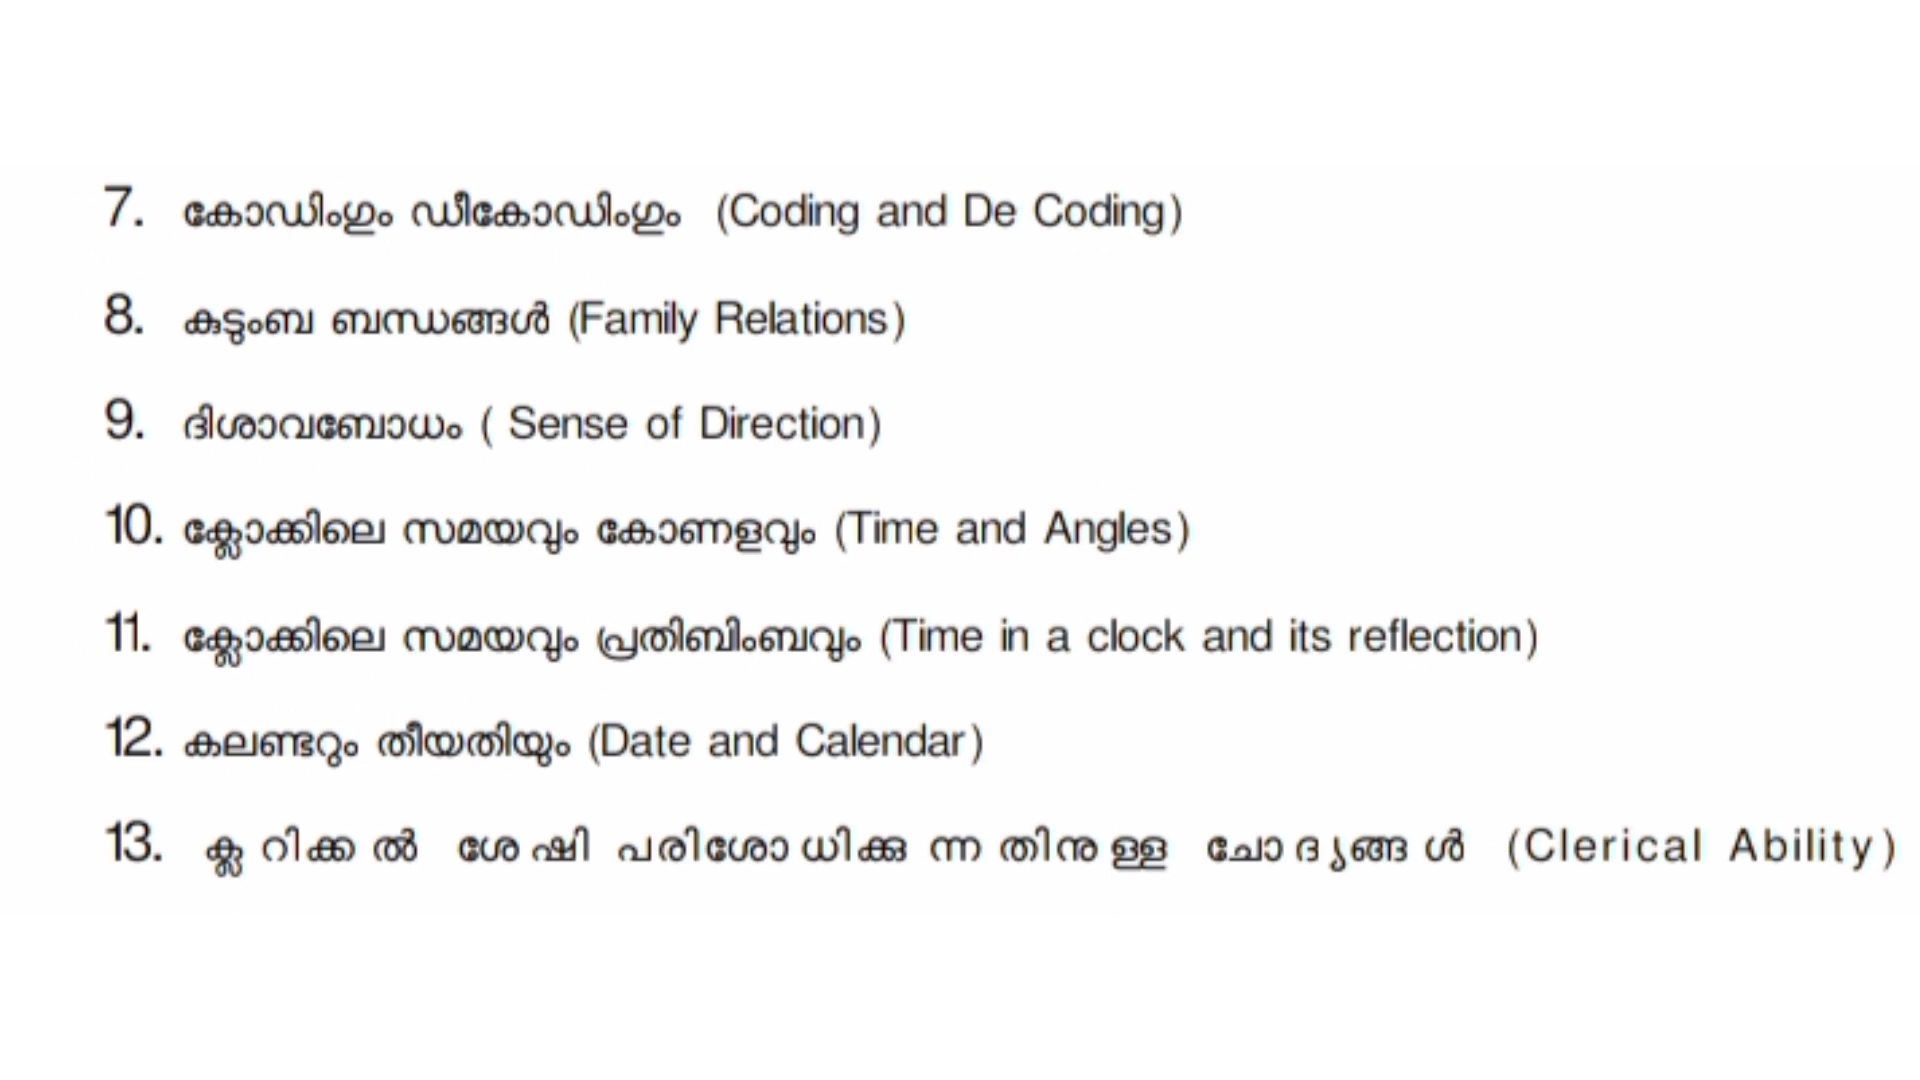 7. കോഡിംഗും ഡീകോഡിംഗും (Coding and De Coding)
8. കുടുംബ ബന്ധങ്ങൾ (Family Relations)
9. ദിശാവബോധം ( Sense of Direction)
10. ക്ലോക്കിലെ സമയവും കോണളവും (Time and Angles)
11. ക്ലോക്കിലെ സമയവും പ്രതിബിംബവും (Time in a clock and its reflection)
12. കലണ്ടറും തീയതിയും (Date and Calendar)
13. ക്ലറിക്കൽ ശേഷി പരിശോധിക്കുന്നതിനുള്ള ചോദ്യങ്ങൾ (Clerical Ability)